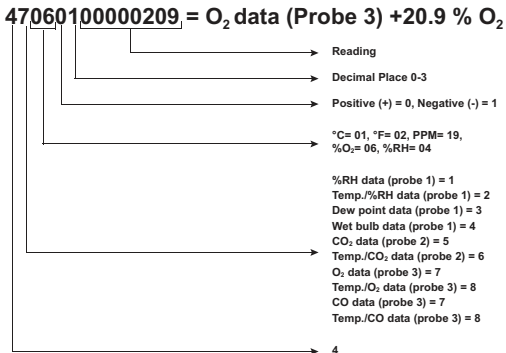 47060100000209 = O₂ data (Probe 3) +20.9 % O₂
Reading
Decimal Place 0-3
Positive (+) = 0, Negative (-) = 1
°C= 01, °F= 02, PPM= 19,
%O₂= 06, %RH= 04
%RH data (probe 1) = 1
Temp./%RH data (probe 1) = 2
Dew point data (probe 1) = 3
Wet bulb data (probe 1) = 4
CO₂ data (probe 2) = 5
Temp./CO₂ data (probe 2) = 6
O₂ data (probe 3) = 7
Temp./O₂ data (probe 3) = 8
CO data (probe 3) = 7
Temp./CO data (probe 3) = 8
4